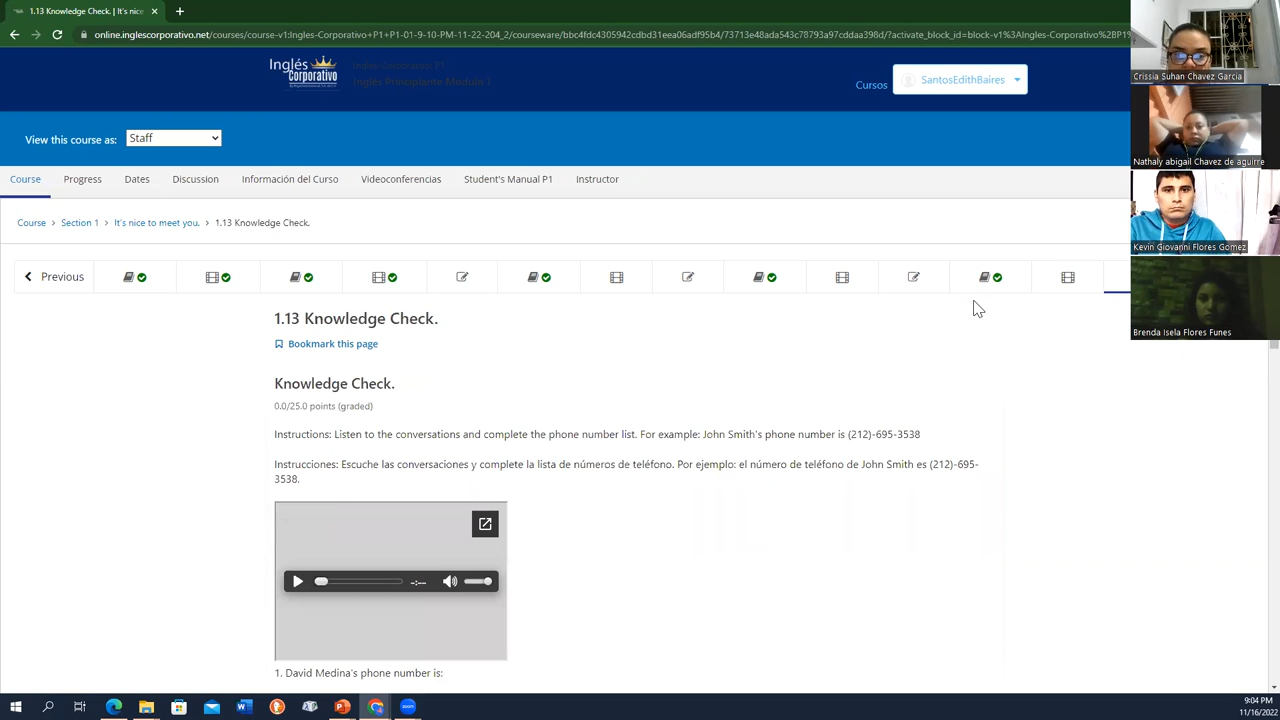 1.13 Knowledge Check. | It's nice
online.inglescorporativo.net/courses/course-v1:Ingles-Corporativo+P1+P1-01-9-10-PM-11-22-204_2/courseware/bbc4fdc4305942cdbd31eea06adf95b4/73713e48ada543c78793a97cddaa398d/?activate_block_id=block-v1%3AIngles-Corporativo%2BP19
Inglés
Corporativo
Ingles-Corporativo: P1
Inglés Principiante Módulo 1
Cursos
SantosEdithBaires
View this course as:
Staff
Course
Progress
Dates
Discussion
Información del Curso
Videoconferencias
Student's Manual P1
Instructor
Course > Section 1 > It's nice to meet you. > 1.13 Knowledge Check.
Previous
1.13 Knowledge Check.
Bookmark this page
Knowledge Check.
0.0/25.0 points (graded)
Instructions: Listen to the conversations and complete the phone number list. For example: John Smith's phone number is (212)-695-3538
Instrucciones: Escuche las conversaciones y complete la lista de números de teléfono. Por ejemplo: el número de teléfono de John Smith es (212)-695-
3538.
-:--
1. David Medina's phone number is:
Crissia Suhan Chavez Garcia
Nathaly abigail Chavez de aguirre
Kevin Giovanni Flores Gomez
Brenda Isela Flores Funes
9:04 PM
11/16/2022